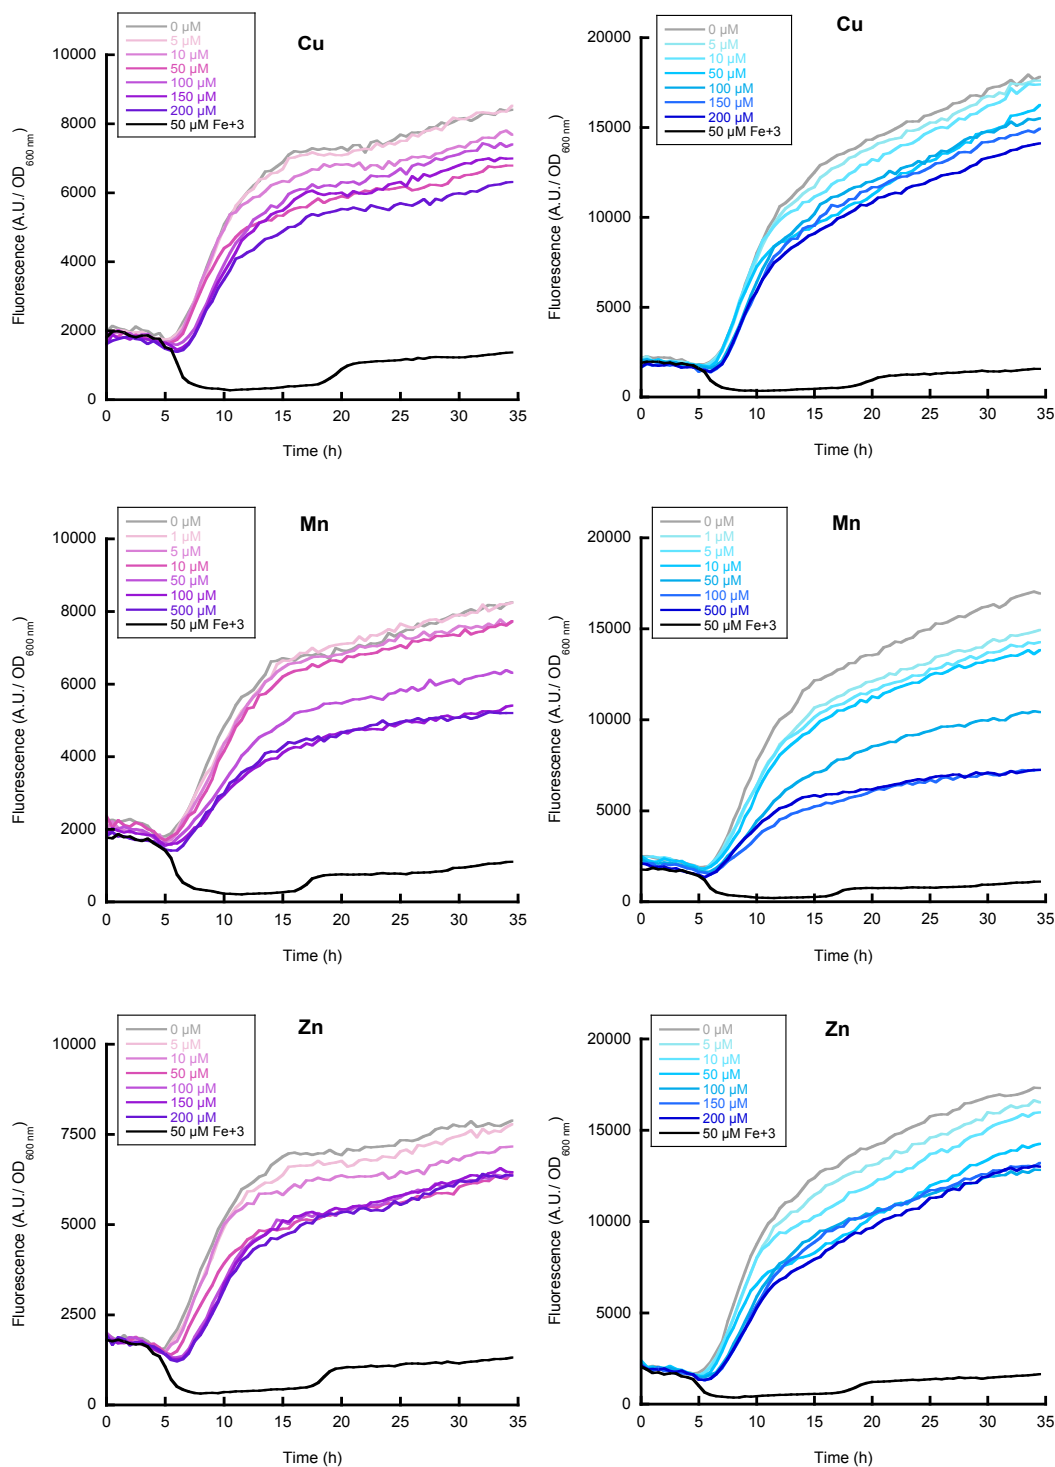 Cu
0 µM
5 µM
10 µM
50 µM
100 µM
150 µM
200 µM
50 µM Fe+3
10000
8000
6000
4000
2000
0
0 5 10 15 20 25 30 35
Time (h)
Fluorescence (A.U./ OD600 nm)
Cu
0 µM
5 µM
10 µM
50 µM
100 µM
150 µM
200 µM
50 µM Fe+3
20000
15000
10000
5000
0
0 5 10 15 20 25 30 35
Time (h)
Fluorescence (A.U./ OD600 nm)
Mn
0 µM
1 µM
5 µM
10 µM
50 µM
100 µM
500 µM
50 µM Fe+3
10000
8000
6000
4000
2000
0
0 5 10 15 20 25 30 35
Time (h)
Fluorescence (A.U./ OD600 nm)
Mn
0 µM
1 µM
5 µM
10 µM
50 µM
100 µM
500 µM
50 µM Fe+3
20000
15000
10000
5000
0
0 5 10 15 20 25 30 35
Time (h)
Fluorescence (A.U./ OD600 nm)
Zn
0 µM
5 µM
10 µM
50 µM
100 µM
150 µM
200 µM
50 µM Fe+3
10000
7500
5000
2500
0
0 5 10 15 20 25 30 35
Time (h)
Fluorescence (A.U./ OD600 nm)
Zn
0 µM
5 µM
10 µM
50 µM
100 µM
150 µM
200 µM
50 µM Fe+3
20000
15000
10000
5000
0
0 5 10 15 20 25 30 35
Time (h)
Fluorescence (A.U./ OD600 nm)